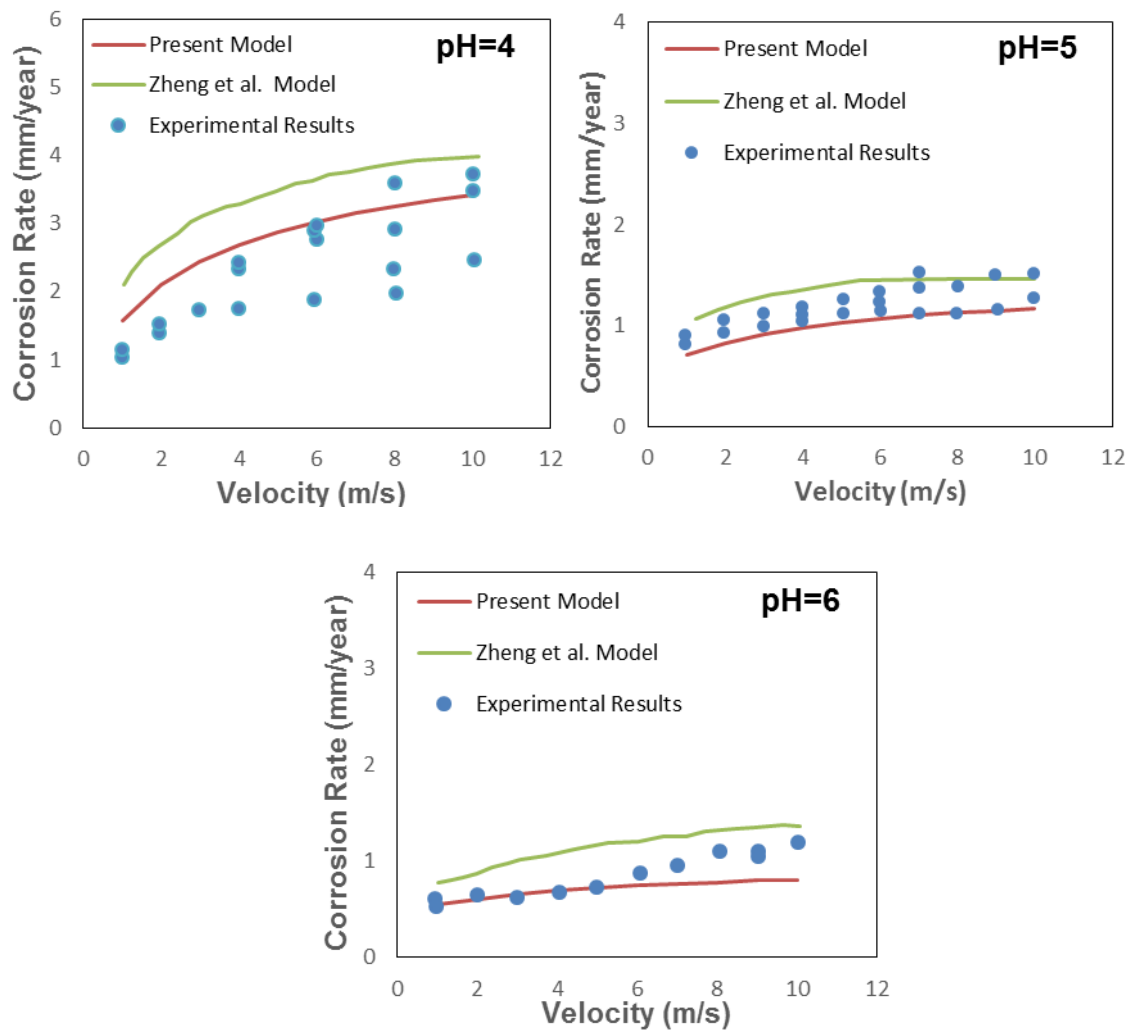 pH=4
Present Model
Zheng et al. Model
Experimental Results
Corrosion Rate (mm/year)
6
5
4
3
2
1
0
0 2 4 6 8 10 12
Velocity (m/s)
pH=5
Present Model
Zheng et al. Model
Experimental Results
Corrosion Rate (mm/year)
4
3
2
1
0
0 2 4 6 8 10 12
Velocity (m/s)
pH=6
Present Model
Zheng et al. Model
Experimental Results
Corrosion Rate (mm/year)
4
3
2
1
0
0 2 4 6 8 10 12
Velocity (m/s)